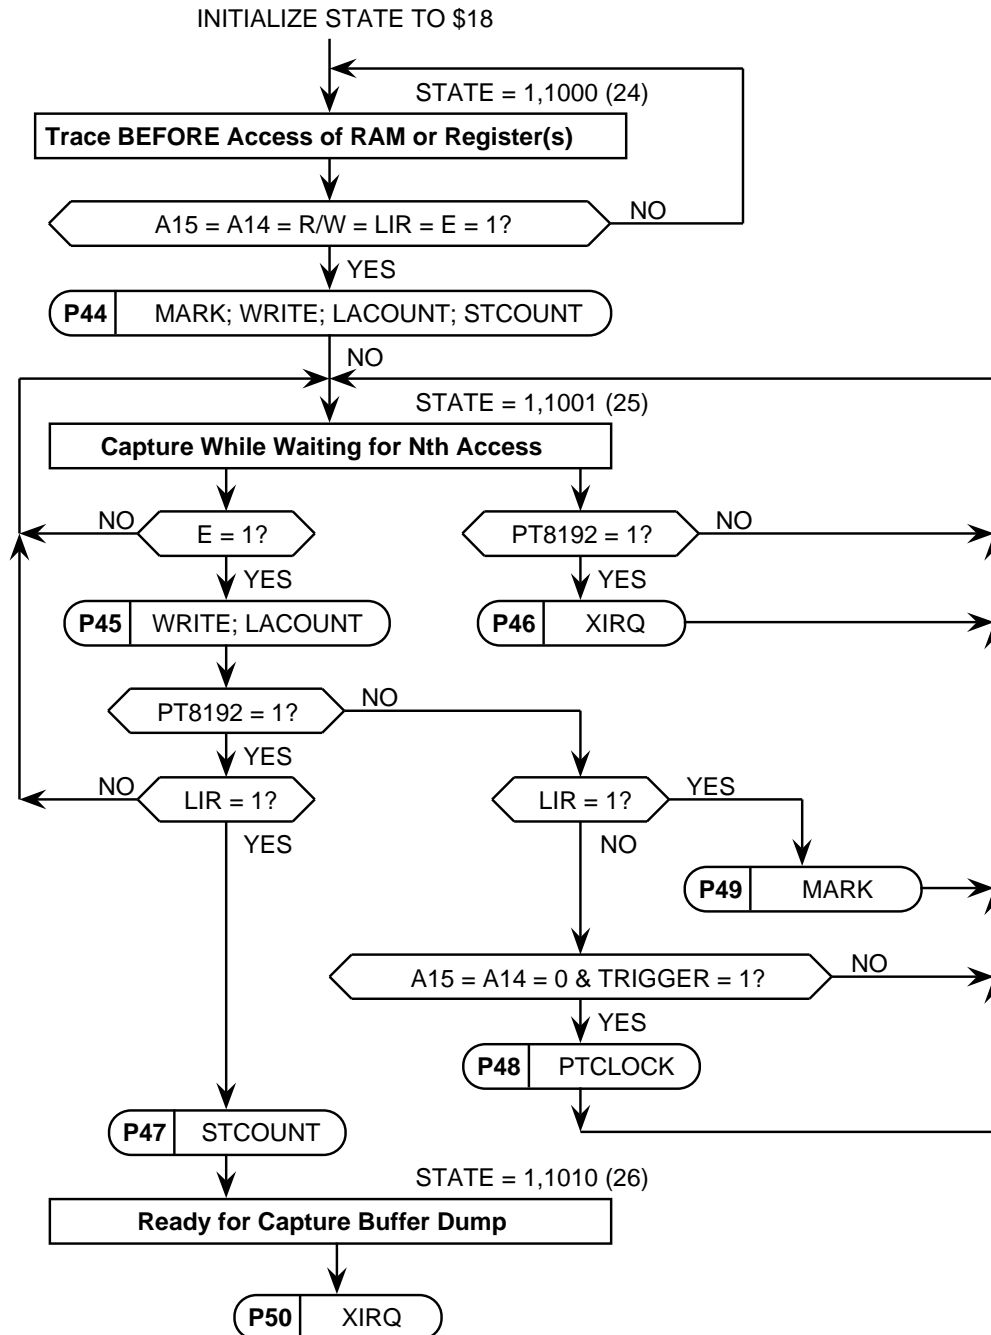 INITIALIZE STATE TO $18
STATE = 1,1000 (24)
Trace BEFORE Access of RAM or Register(s)
A15 = A14 = R/W = LIR = E = 1?
NO
YES
P44 MARK; WRITE; LACOUNT; STCOUNT
NO
STATE = 1,1001 (25)
Capture While Waiting for Nth Access
NO
E = 1?
PT8192 = 1?
NO
YES
YES
P45 WRITE; LACOUNT
P46 XIRQ
PT8192 = 1?
NO
YES
NO
LIR = 1?
LIR = 1?
YES
YES
NO
P49 MARK
A15 = A14 = 0 & TRIGGER = 1?
NO
YES
P48 PTCLOCK
P47 STCOUNT
STATE = 1,1010 (26)
Ready for Capture Buffer Dump
P50 XIRQ